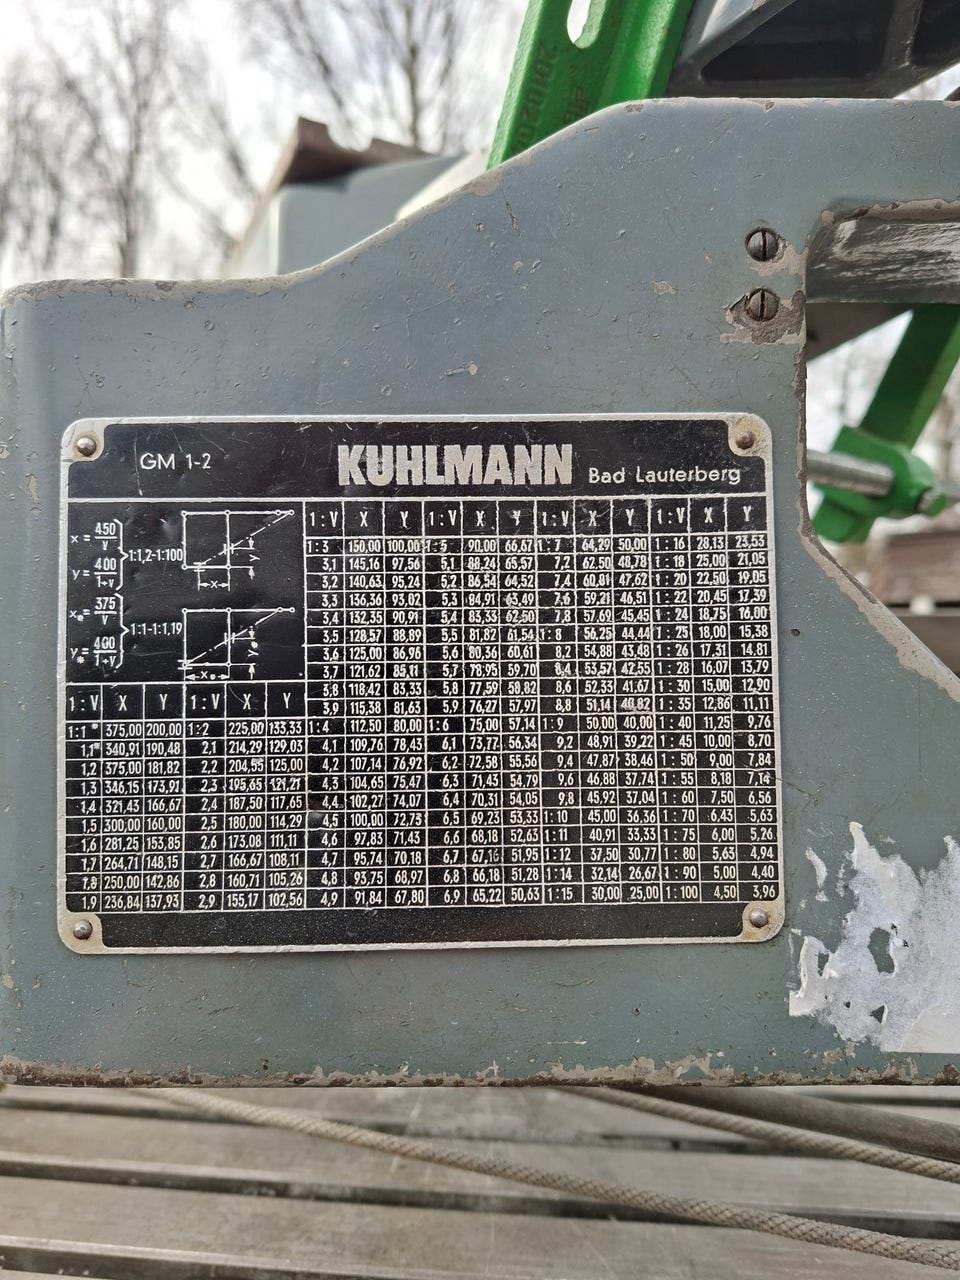 GM 1-2 KUHLMANN Bad Lauterberg
x = 450/V
y = 400/1+V
1:1,2-1:100
x* = 375/V
y* = 400/1+V
1:1-1:1,19
x
y
x*
y*
1:V X Y 1:V X Y 1:V X Y 1:V X Y
1:3 150,00 100,00 1:5 90,00 66,67 1:7 64,29 50,00 1:16 28,13 23,53
3,1 145,16 97,56 5,1 88,24 65,57 7,2 62,50 48,78 1:18 25,00 21,05
3,2 140,63 95,24 5,2 86,54 64,52 7,4 60,81 47,62 1:20 22,50 19,05
3,3 136,36 93,02 5,3 84,91 63,49 7,6 59,21 46,51 1:22 20,45 17,39
3,4 132,35 90,91 5,4 83,33 62,50 7,8 57,69 45,45 1:24 18,75 16,00
3,5 128,57 88,89 5,5 81,82 61,54 1:8 56,25 44,44 1:25 18,00 15,38
3,6 125,00 86,96 5,6 80,36 60,61 8,2 54,88 43,48 1:26 17,31 14,81
3,7 121,62 85,11 5,7 78,95 59,70 8,4 53,57 42,55 1:28 16,07 13,79
3,8 118,42 83,33 5,8 77,59 58,82 8,6 52,33 41,67 1:30 15,00 12,90
3,9 115,38 81,63 5,9 76,27 57,97 8,8 51,14 40,82 1:35 12,86 11,11
1:V X Y 1:V X Y
1:1* 375,00 200,00 1:2 225,00 133,33 1:4 112,50 80,00 1:6 75,00 57,14 1:9 50,00 40,00 1:40 11,25 9,76
1,1* 340,91 190,48 2,1 214,29 129,03 4,1 109,76 78,43 6,1 73,77 56,34 9,2 48,91 39,22 1:45 10,00 8,70
1,2 375,00 181,82 2,2 204,55 125,00 4,2 107,14 76,92 6,2 72,58 55,56 9,4 47,87 38,46 1:50 9,00 7,84
1,3 346,15 173,91 2,3 195,65 121,21 4,3 104,65 75,47 6,3 71,43 54,79 9,6 46,88 37,74 1:55 8,18 7,14
1,4 321,43 166,67 2,4 187,50 117,65 4,4 102,27 74,07 6,4 70,31 54,05 9,8 45,92 37,04 1:60 7,50 6,56
1,5 300,00 160,00 2,5 180,00 114,29 4,5 100,00 72,73 6,5 69,23 53,33 1:10 45,00 36,36 1:70 6,43 5,63
1,6 281,25 153,85 2,6 173,08 111,11 4,6 97,83 71,43 6,6 68,18 52,63 1:11 40,91 33,33 1:75 6,00 5,26
1,7 264,71 148,15 2,7 166,67 108,11 4,7 95,74 70,18 6,7 67,16 51,95 1:12 37,50 30,77 1:80 5,63 4,94
1,8 250,00 142,86 2,8 160,71 105,26 4,8 93,75 68,97 6,8 66,18 51,28 1:14 32,14 26,67 1:90 5,00 4,40
1,9 236,84 137,93 2,9 155,17 102,56 4,9 91,84 67,80 6,9 65,22 50,63 1:15 30,00 25,00 1:100 4,50 3,96